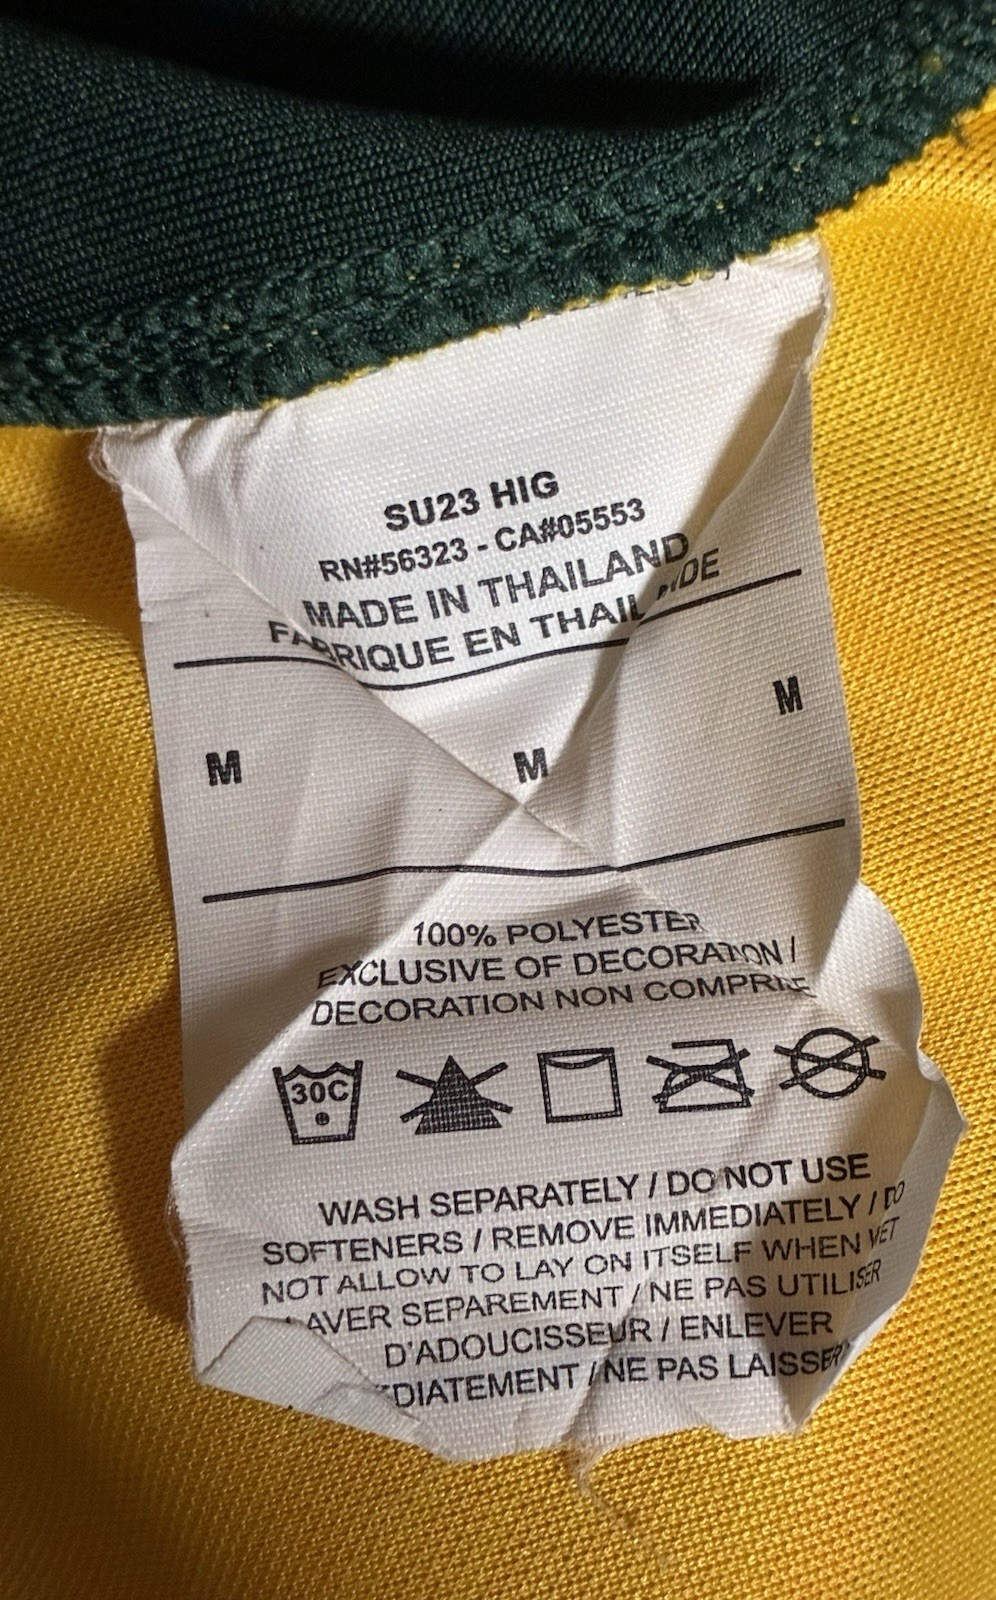 SU23 HIG
RN#56323 - CA#05553
MADE IN THAILAND
FABRIQUE EN THAILANDE
M M M
100% POLYESTER
EXCLUSIVE OF DECORATION /
DECORATION NON COMPRISE
30C
WASH SEPARATELY / DO NOT USE
SOFTENERS / REMOVE IMMEDIATELY / DO
NOT ALLOW TO LAY ON ITSELF WHEN WET
LAVER SEPAREMENT / NE PAS UTILISER
D'ADOUCISSEUR / ENLEVER
DIATEMENT / NE PAS LAISSER